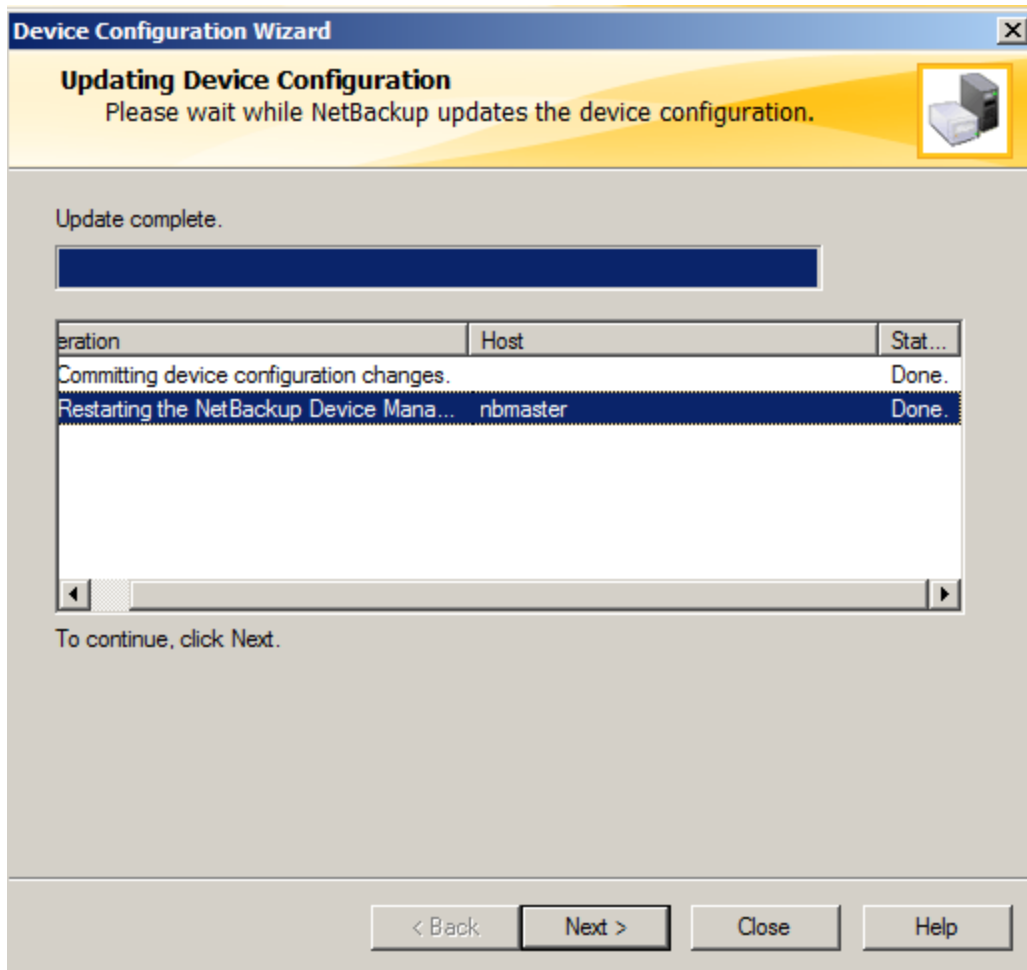 Device Configuration Wizard
Updating Device Configuration
Please wait while NetBackup updates the device configuration.
Update complete.
eration Host Stat...
Committing device configuration changes. Done.
Restarting the NetBackup Device Mana... nbmaster Done.
To continue, click Next.
< Back Next > Close Help